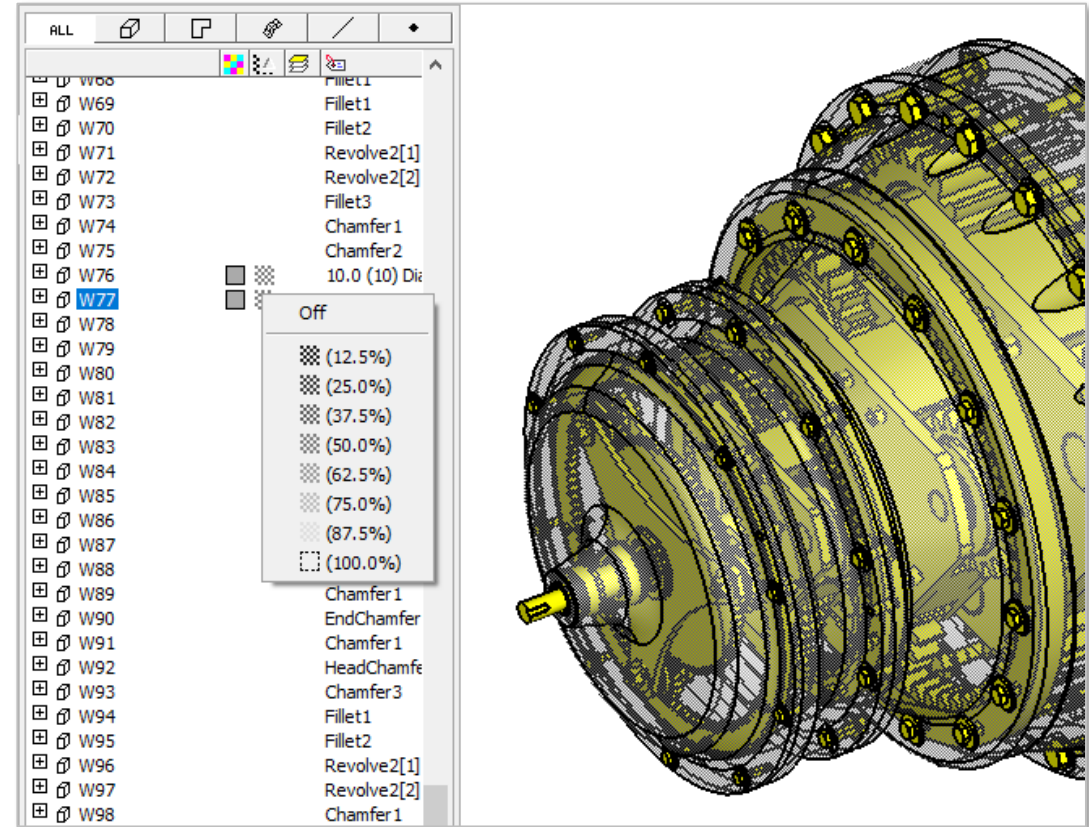 ALL
W68 Fillet1
W69 Fillet1
W70 Fillet2
W71 Revolve2[1]
W72 Revolve2[2]
W73 Fillet3
W74 Chamfer1
W75 Chamfer2
W76 10.0 (10) Dia
W77
W78
W79
W80
W81
W82
W83
W84
W85
W86
W87
W88
W89 Chamfer1
W90 EndChamfer
W91 Chamfer1
W92 HeadChamfe
W93 Chamfer3
W94 Fillet1
W95 Fillet2
W96 Revolve2[1]
W97 Revolve2[2]
W98 Chamfer1
Off
(12.5%)
(25.0%)
(37.5%)
(50.0%)
(62.5%)
(75.0%)
(87.5%)
(100.0%)